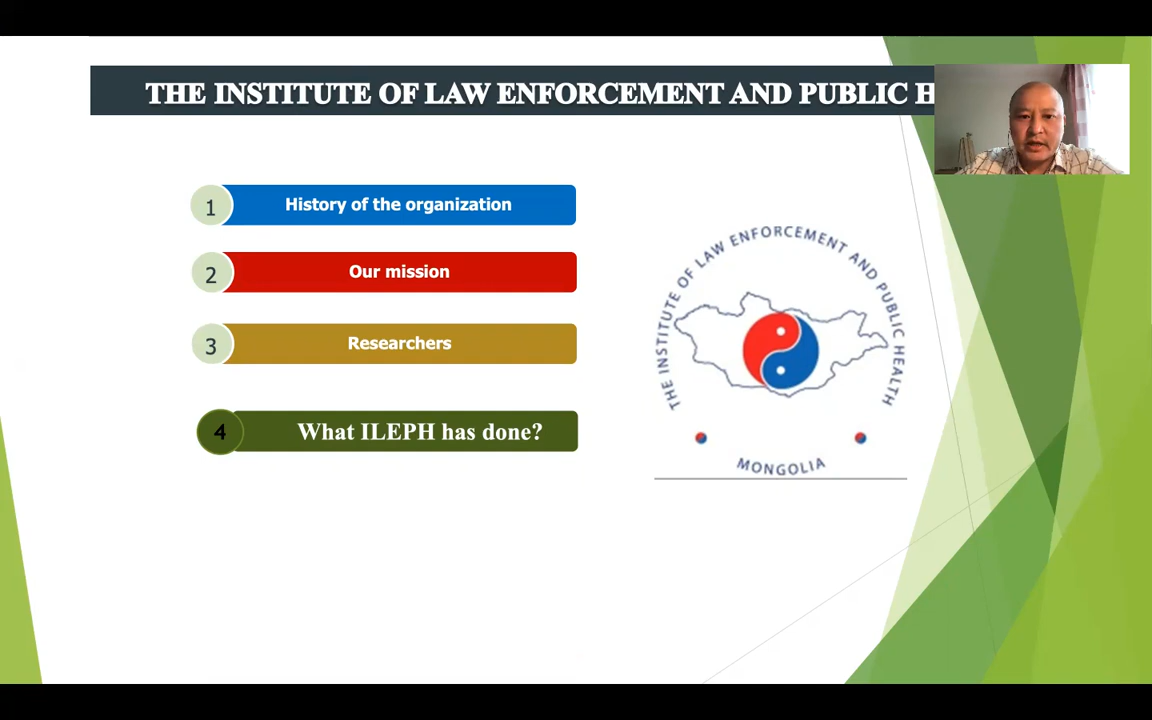 THE INSTITUTE OF LAW ENFORCEMENT AND PUBLIC H
1 History of the organization
2 Our mission
3 Researchers
4 What ILEPH has done?
THE INSTITUTE OF LAW ENFORCEMENT AND PUBLIC HEALTH
MONGOLIA